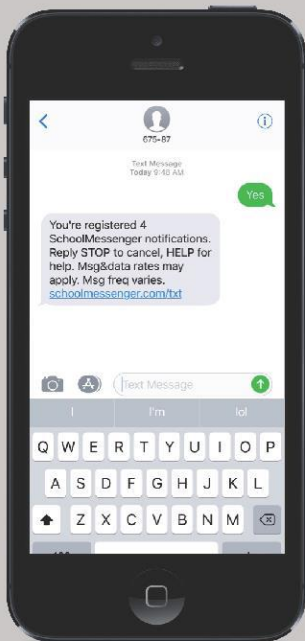 675-87
Text Message
Today 9:46 AM
Yes
You're registered 4
SchoolMessenger notifications.
Reply STOP to cancel, HELP for
help. Msg&data rates may
apply. Msg freq varies.
schoolmessenger.com/txt
Text Message
I I'm lol
Q W E R T Y U I O P
A S D F G H J K L
Z X C V B N M